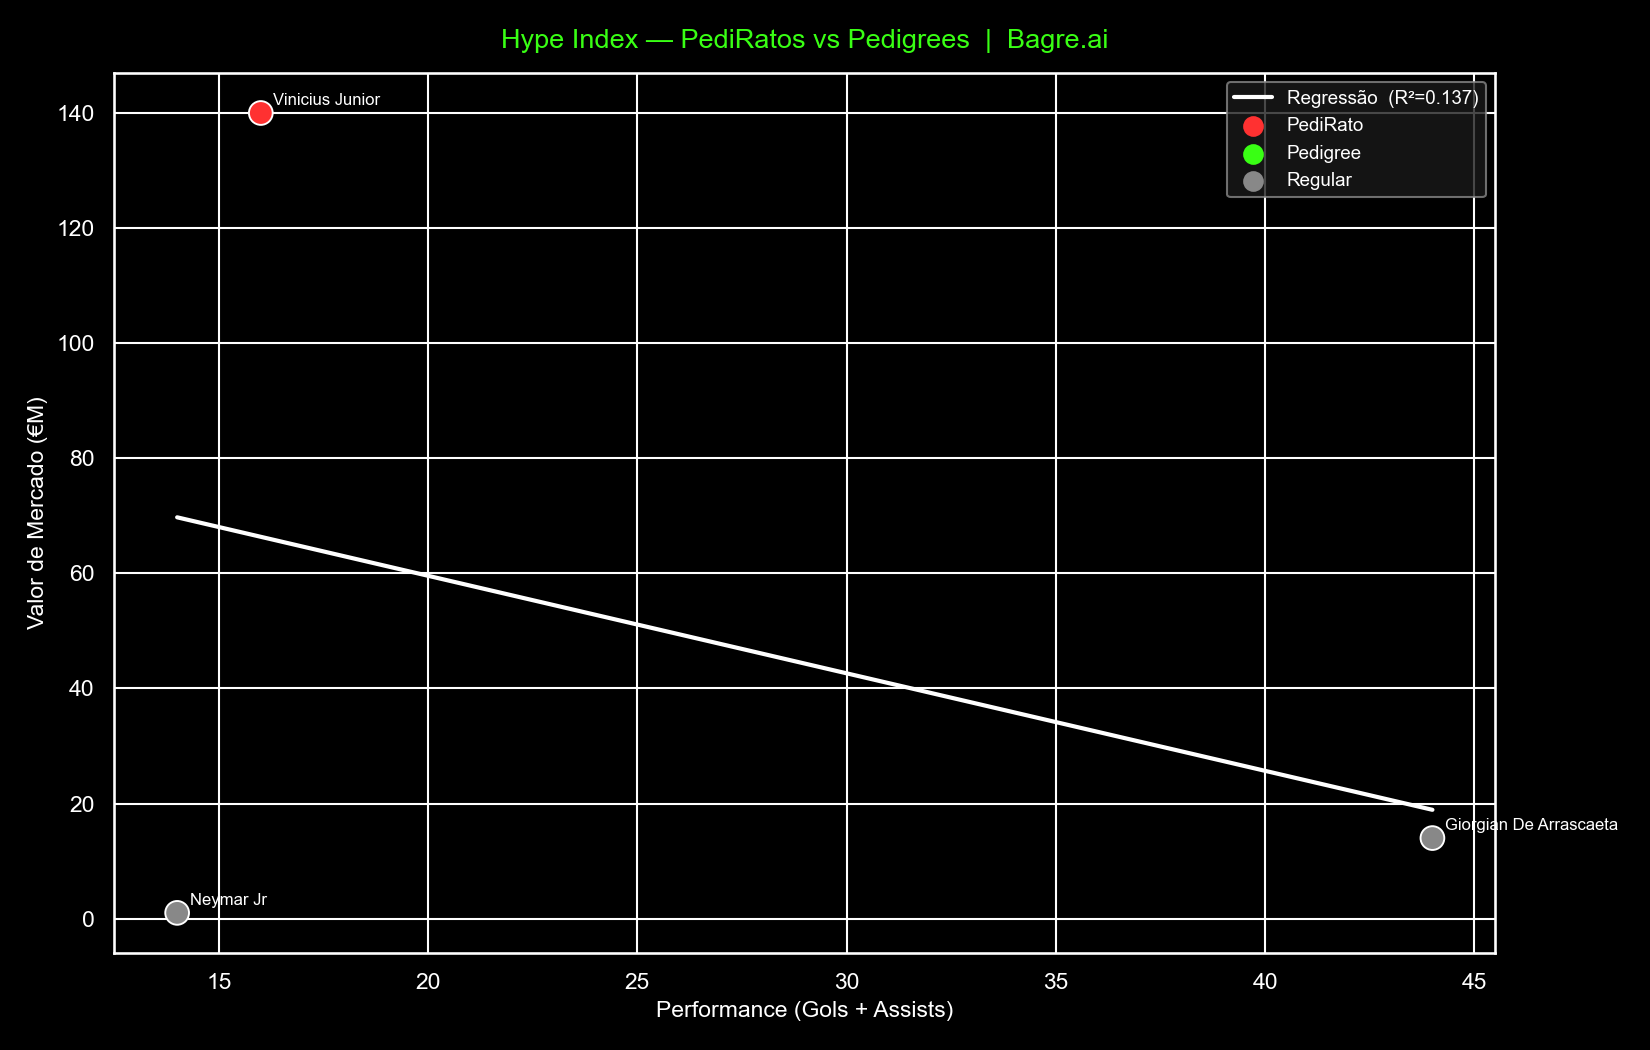 Hype Index — PediRatos vs Pedigrees | Bagre.ai
Regressão (R²=0.137)
PediRato
Pedigree
Regular
Vinicius Junior
Giorgian De Arrascaeta
Neymar Jr
Valor de Mercado (€M)
140
120
100
80
60
40
20
0
15 20 25 30 35 40 45
Performance (Gols + Assists)